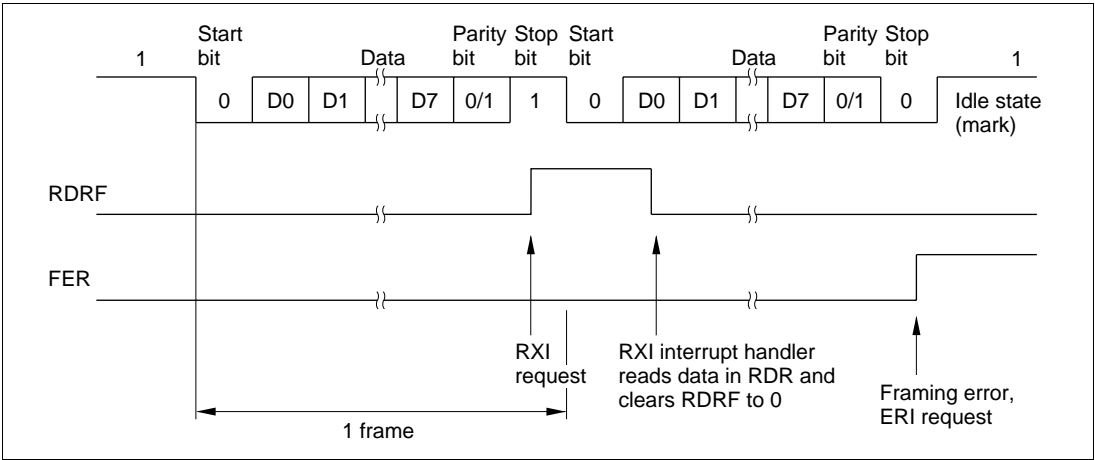 Start bit Parity bit Stop bit Start bit Parity bit Stop bit
1 Data Data 1
0 D0 D1 D7 0/1 1 0 D0 D1 D7 0/1 0 Idle state (mark)
RDRF
FER
RXI
request
RXI interrupt handler
reads data in RDR and
clears RDRF to 0
Framing error,
ERI request
1 frame